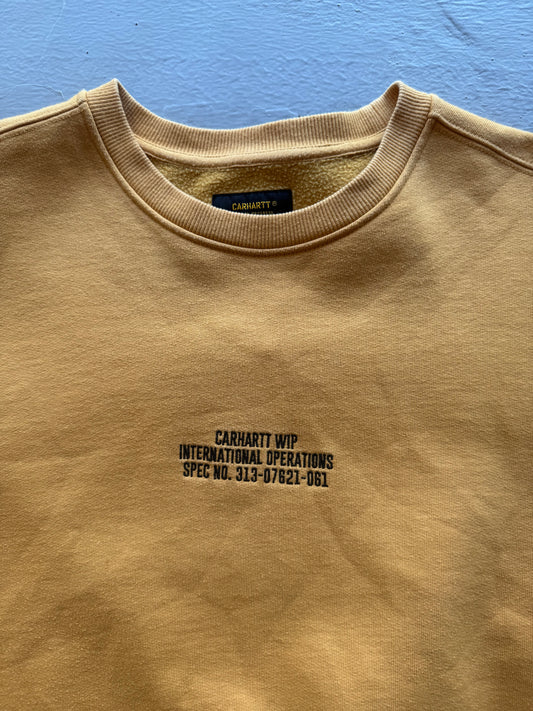 CARHARTT ®
CARHARTT WIP
INTERNATIONAL OPERATIONS
SPEC NO. 313-07621-061